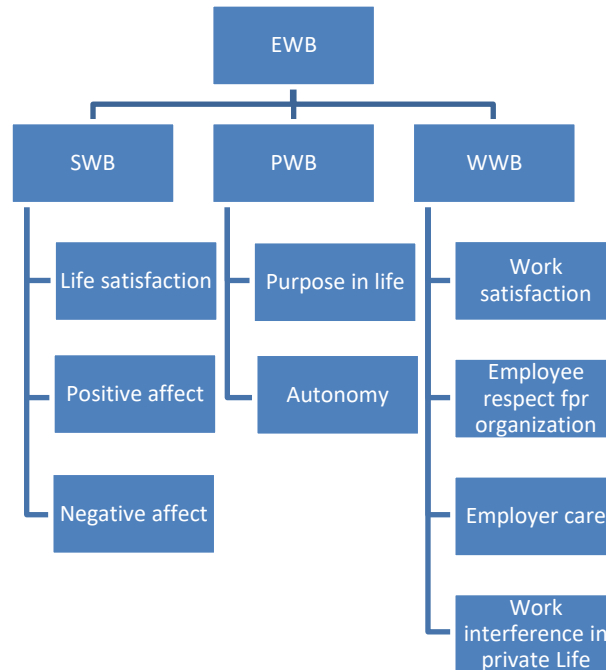 EWB
SWB
PWB
WWB
Life satisfaction
Positive affect
Negative affect
Purpose in life
Autonomy
Work
satisfaction
Employee
respect fpr
organization
Employer care
Work
interference in
private Life